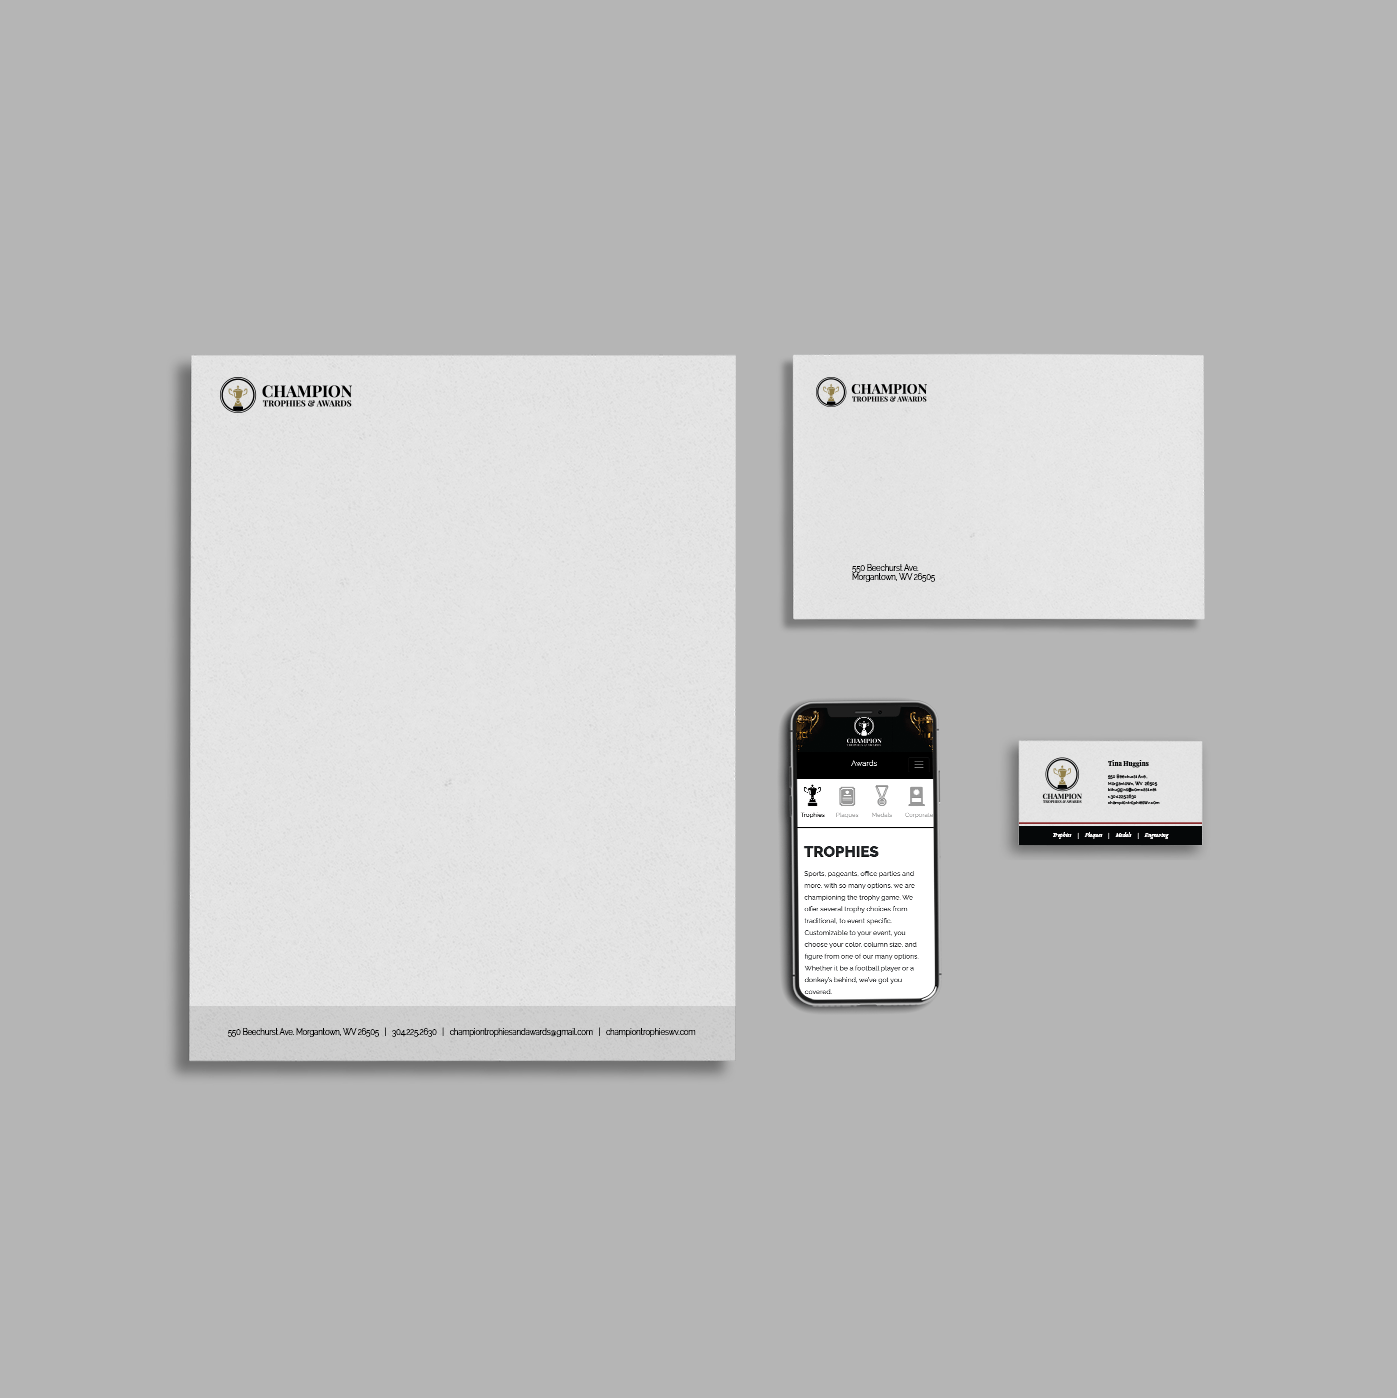 CHAMPION
TROPHIES & AWARDS
550 Beechurst Ave. Morgantown, WV 26505 | 304.225.2630 | championtrophiesandawards@gmail.com | championtrophieswv.com
CHAMPION
TROPHIES & AWARDS
550 Beechurst Ave.
Morgantown, WV 26505
CHAMPION
TROPHIES & AWARDS
Awards
Trophies Plaques Medals Corporate
TROPHIES
Sports, pageants, office parties and
more, with so many options, we are
championing the trophy game. We
offer several trophy choices from
traditional, to event specific.
Customizable to your event, you
choose your color, column size, and
figure from one of our many options.
Whether it be a football player or a
donkey's behind, we've got you
covered.
CHAMPION
TROPHIES & AWARDS
Tina Huggins
550 Beechurst Ave.
Morgantown, WV 26505
Trophies | Plaques | Medals | Engraving